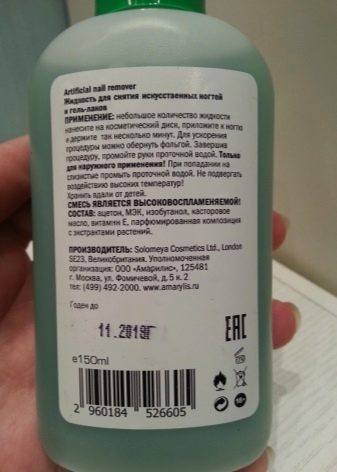 Artificial nail remover
Жидкость для снятия искусственных ногтей
и гель-лаков
ПРИМЕНЕНИЕ: небольшое количество жидкости
нанесите на косметический диск, приложите к ногтю
и держите так несколько минут. Для ускорения
процедуры можно обернуть фольгой. Завершив
процедуру, промойте руки проточной водой. Только
для наружного применения! При попадании на
слизистые промыть проточной водой. Не подвергать
воздействию высоких температур!
Хранить вдали от детей.
СМЕСЬ ЯВЛЯЕТСЯ ВЫСОКОВОСПЛАМЕНЯЕМОЙ!
СОСТАВ: ацетон, МЭК, изобутанол, касторовое
масло, витамин Е, парфюмированная композиция
с экстрактами растений.
ПРОИЗВОДИТЕЛЬ: Solomeya Cosmetics Ltd., London
SE23, Великобритания. Уполномоченная
организация: ООО «Амарилис», 125481
г. Москва, ул. Фомичевой, д. 5 к. 2
тел: (499) 492-2000. www.amarylis.ru
Годен до
11.2019г
EAC
e150ml
2 960184 526605